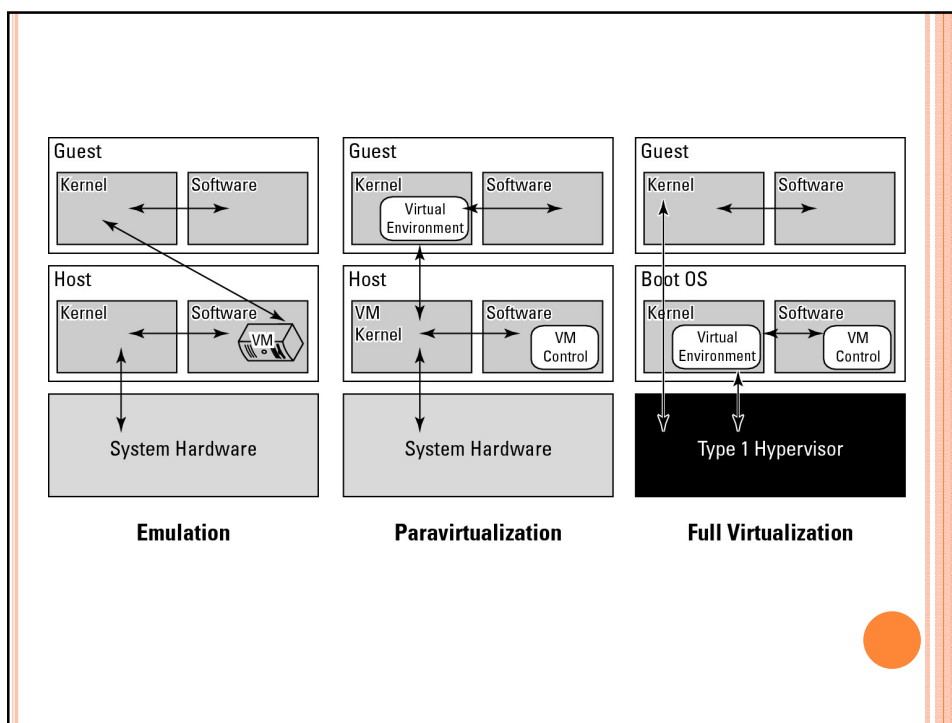 Guest
Kernel
Software
Host
Kernel
Software
VM
System Hardware
Emulation
Guest
Kernel
Software
Virtual
Environment
Host
VM
Kernel
Software
VM
Control
System Hardware
Paravirtualization
Guest
Kernel
Software
Boot OS
Kernel
Software
Virtual
Environment
VM
Control
Type 1 Hypervisor
Full Virtualization